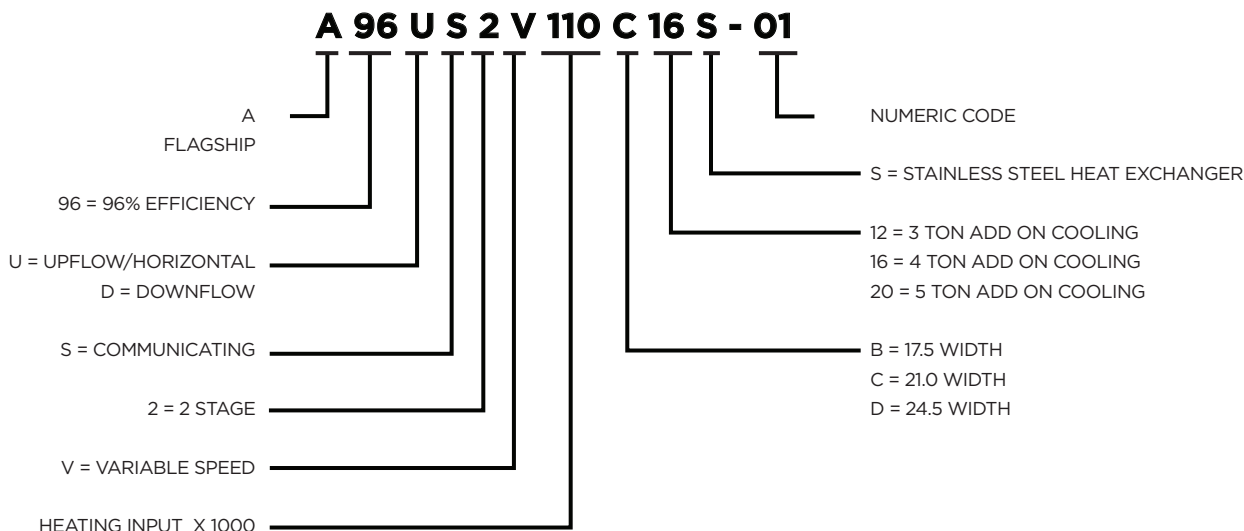 A 96 U S 2 V 110 C 16 S - 01
A
FLAGSHIP
96 = 96% EFFICIENCY
U = UPFLOW/HORIZONTAL
D = DOWNFLOW
S = COMMUNICATING
2 = 2 STAGE
V = VARIABLE SPEED
HEATING INPUT X 1000
NUMERIC CODE
S = STAINLESS STEEL HEAT EXCHANGER
12 = 3 TON ADD ON COOLING
16 = 4 TON ADD ON COOLING
20 = 5 TON ADD ON COOLING
B = 17.5 WIDTH
C = 21.0 WIDTH
D = 24.5 WIDTH